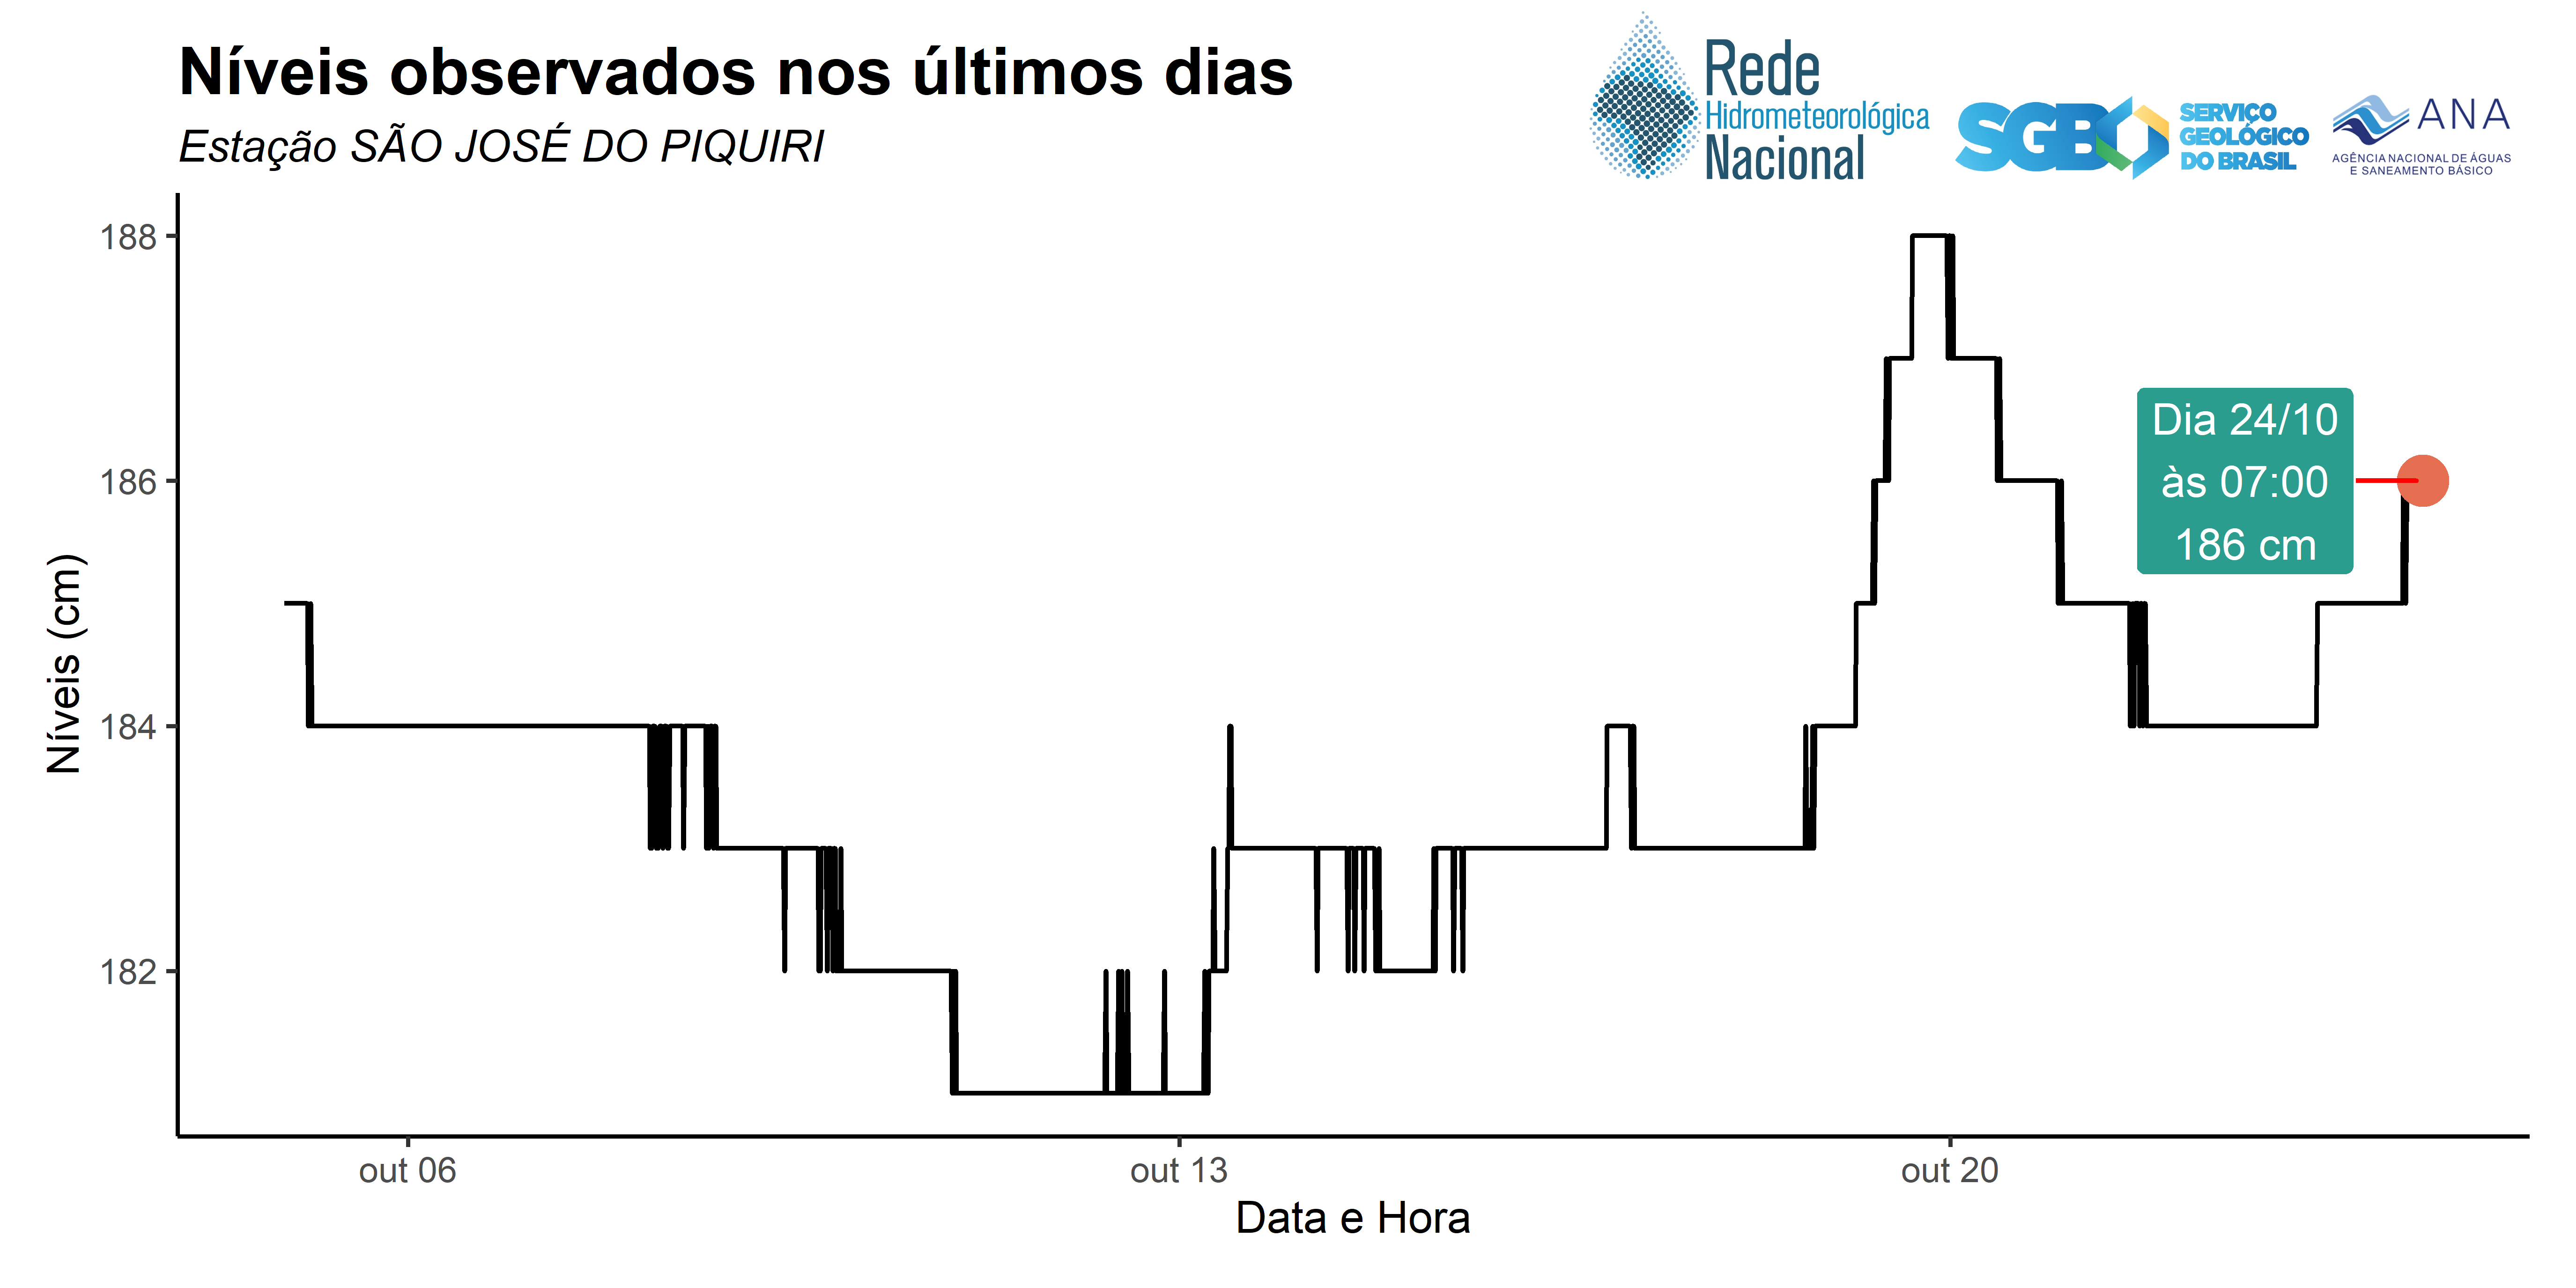 Níveis observados nos últimos dias
Estação SÃO JOSÉ DO PIQUIRI
Rede
Hidrometeorológica
Nacional
SGB
SERVIÇO
GEOLÓGICO
DO BRASIL
ANA
AGÊNCIA NACIONAL DE ÁGUAS
E SANEAMENTO BÁSICO
188
186
184
182
Níveis (cm)
Dia 24/10
às 07:00
186 cm
out 06
out 13
out 20
Data e Hora